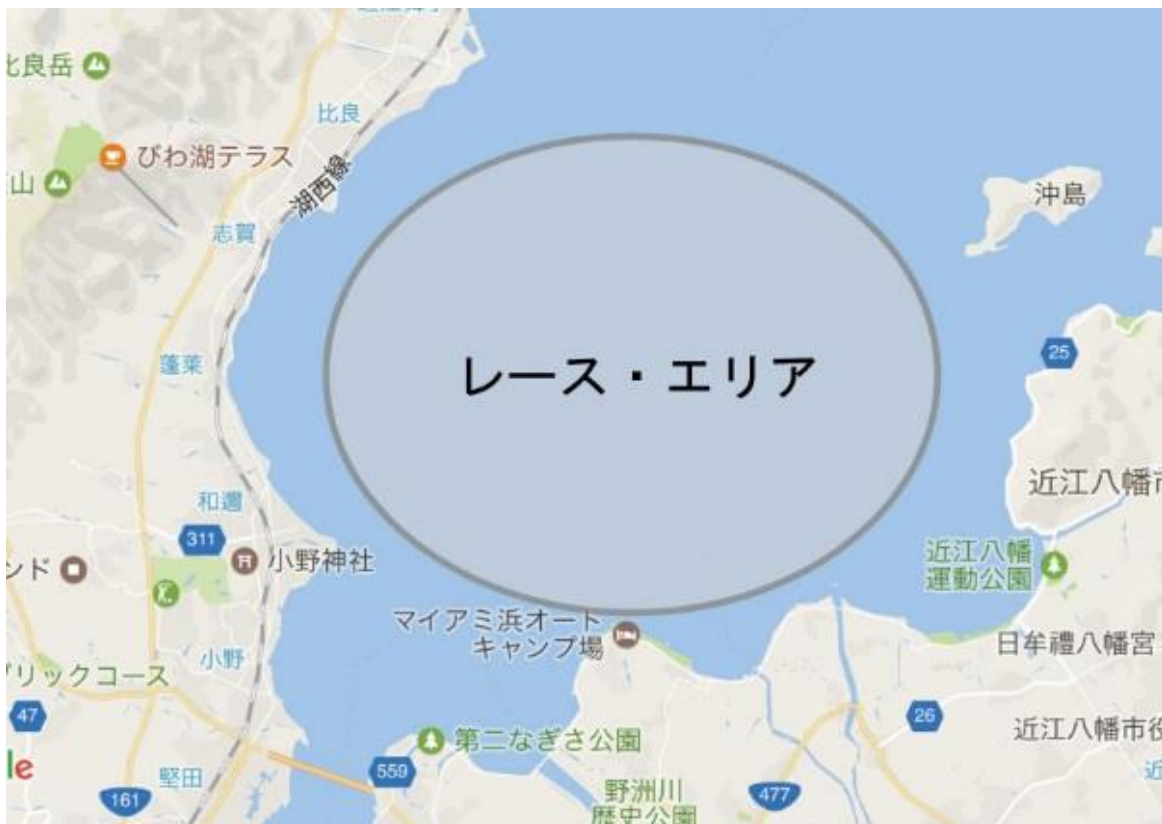 比良岳
比良
びわ湖テラス
山
湖西線
沖島
志賀
レース・エリア
25
蓬莱
近江八幡市
和邇
311
小野神社
近江八幡
運動公園
ンド
マイアミ浜オート
キャンプ場
日牟禮八幡宮
小野
ブリックコース
47
26
第二なぎさ公園
近江八幡市役
le
堅田
559
近
161
野洲川
歴史公園
477